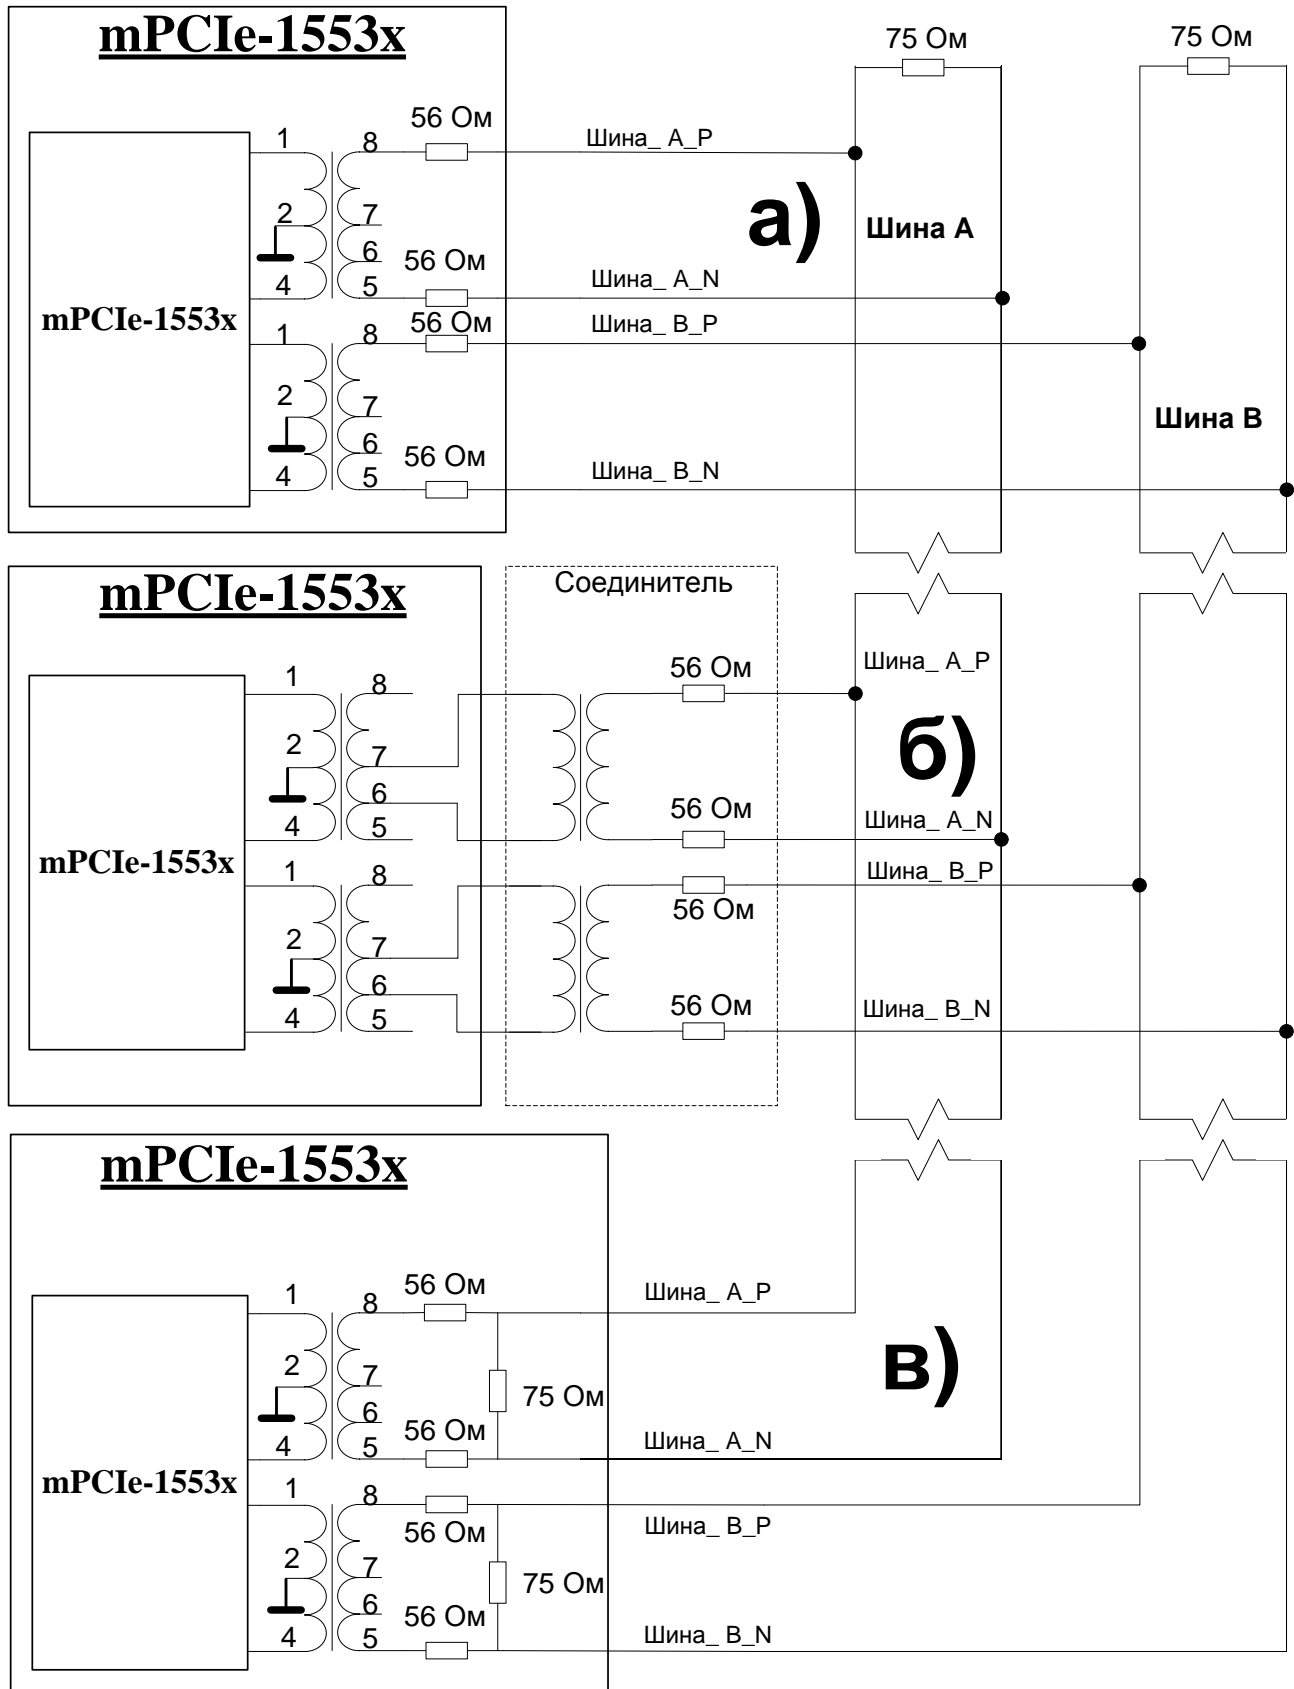 mPCIe-1553x
75 Ом
75 Ом
56 Ом
1
8
Шина_ A_P
а)
2
7
Шина А
6
56 Ом
4
5
Шина_ A_N
mPCIe-1553x
56 Ом
1
8
Шина_ B_P
2
7
Шина В
6
56 Ом
4
5
Шина_ B_N
mPCIe-1553x
Соединитель
56 Ом
Шина_ A_P
1
8
2
7
б)
6
4
5
56 Ом
Шина_ A_N
mPCIe-1553x
1
8
Шина_ B_P
56 Ом
2
7
6
4
5
56 Ом
Шина_ B_N
mPCIe-1553x
56 Ом
1
8
Шина_ A_P
2
7
в)
75 Ом
6
56 Ом
4
5
Шина_ A_N
mPCIe-1553x
1
8
56 Ом
Шина_ B_P
2
7
75 Ом
6
56 Ом
4
5
Шина_ B_N